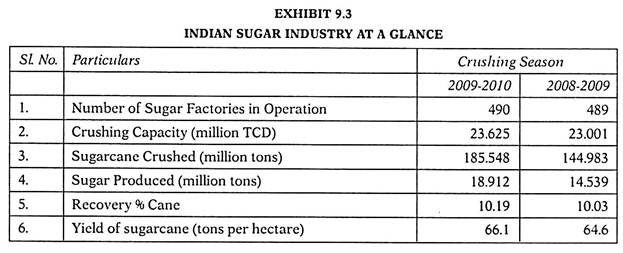 EXHIBIT 9.3
INDIAN SUGAR INDUSTRY AT A GLANCE
Sl. No. Particulars Crushing Season
2009-2010 2008-2009
1. Number of Sugar Factories in Operation 490 489
2. Crushing Capacity (million TCD) 23.625 23.001
3. Sugarcane Crushed (million tons) 185.548 144.983
4. Sugar Produced (million tons) 18.912 14.539
5. Recovery % Cane 10.19 10.03
6. Yield of sugarcane (tons per hectare) 66.1 64.6